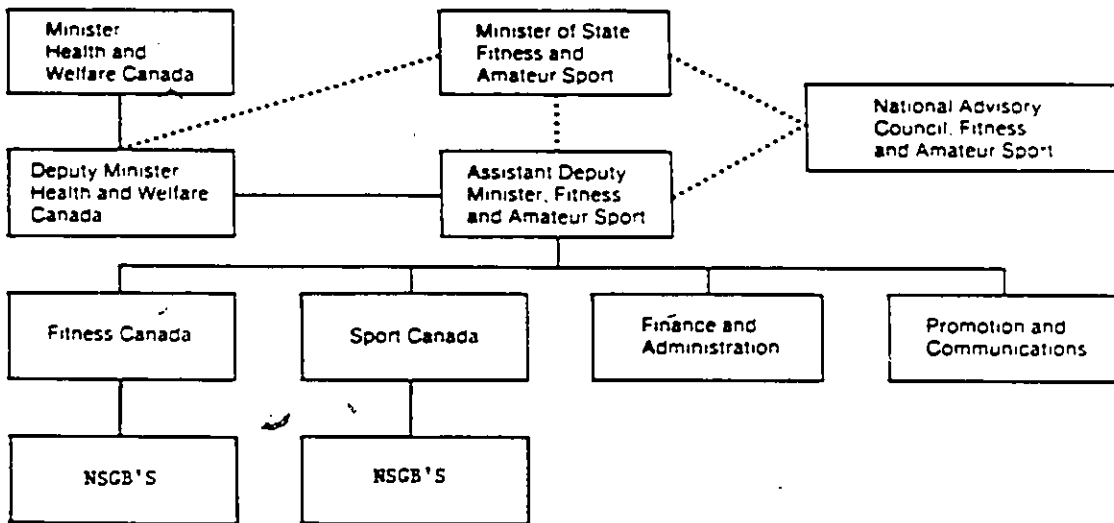 Minister
Health and
Welfare Canada
Minister of State
Fitness and
Amateur Sport
National Advisory
Council, Fitness
and Amateur Sport
Deputy Minister
Health and Welfare
Canada
Assistant Deputy
Minister, Fitness
and Amateur Sport
Fitness Canada
Sport Canada
Finance and
Administration
Promotion and
Communications
NSGB'S
NSGB'S